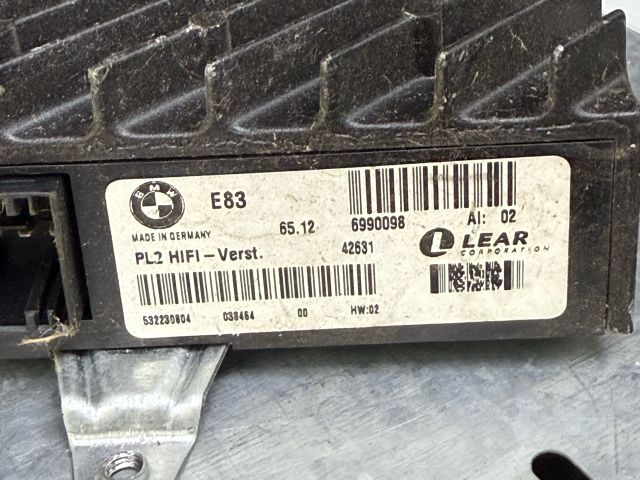 BMW
E83
65.12 6990098 AI: 02
MADE IN GERMANY
PL2 HIFI-Verst. 42631
LEAR
CORPORATION
532230804 038464 00 HW:02